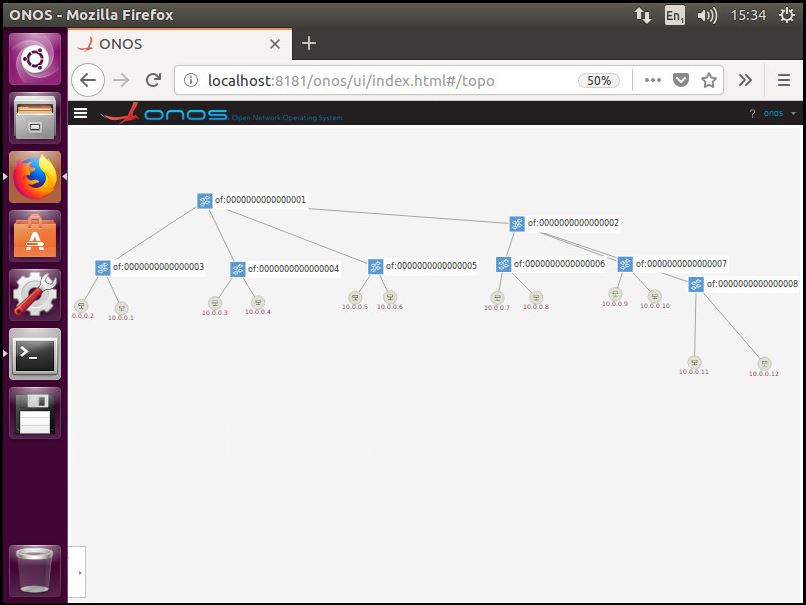 ONOS - Mozilla Firefox
En1
15:34
ONOS
localhost:8181/onos/ui/index.html#/topo
50%
onos Open Network Operating System
? onos
of:0000000000000001
of:0000000000000002
of:0000000000000003
of:0000000000000004
of:0000000000000005
of:0000000000000006
of:0000000000000007
of:0000000000000008
.0.0.2
10.0.0.1
10.0.0.3
10.0.0.4
10.0.0.5
10.0.0.6
10.0.0.7
10.0.0.8
10.0.0.9
10.0.0.10
10.0.0.11
10.0.0.12